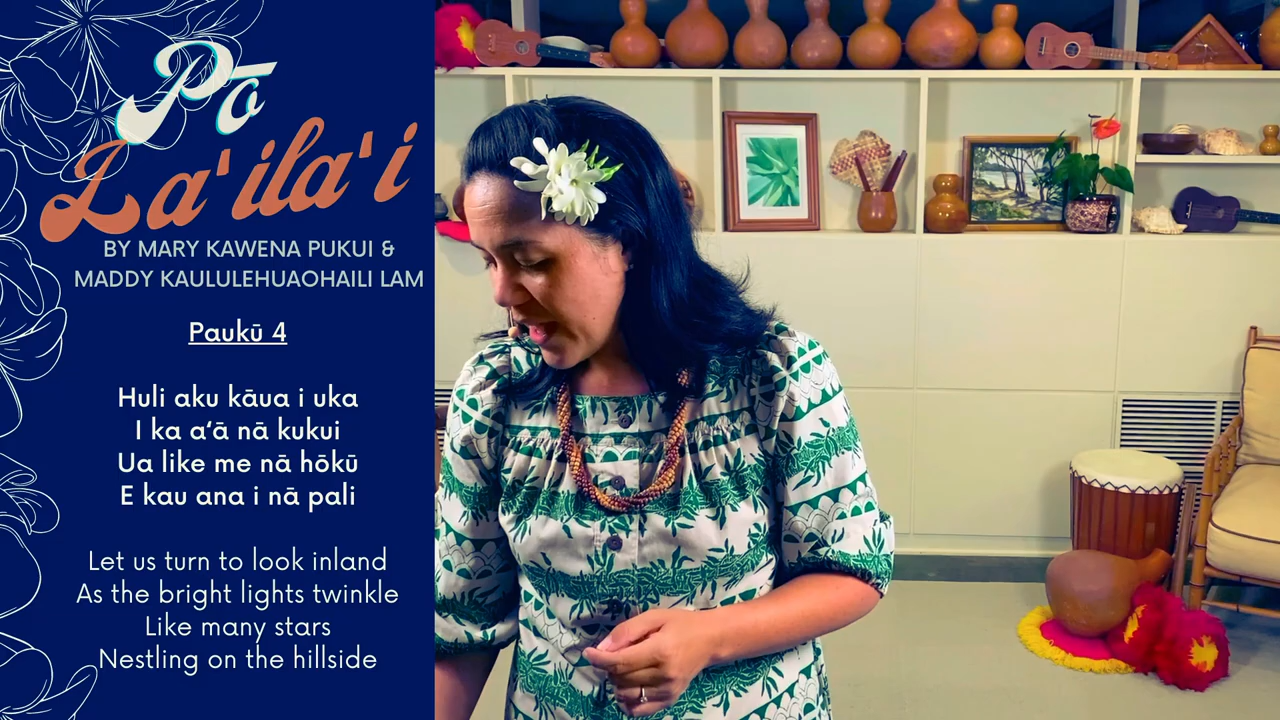 Pō
La'ila'i
BY MARY KAWENA PUKUI &
MADDY KAULULEHUAOHAILI LAM
Paukū 4
Huli aku kāua i uka
I ka a‘ā nā kukui
Ua like me nā hōkū
E kau ana i nā pali
Let us turn to look inland
As the bright lights twinkle
Like many stars
Nestling on the hillside